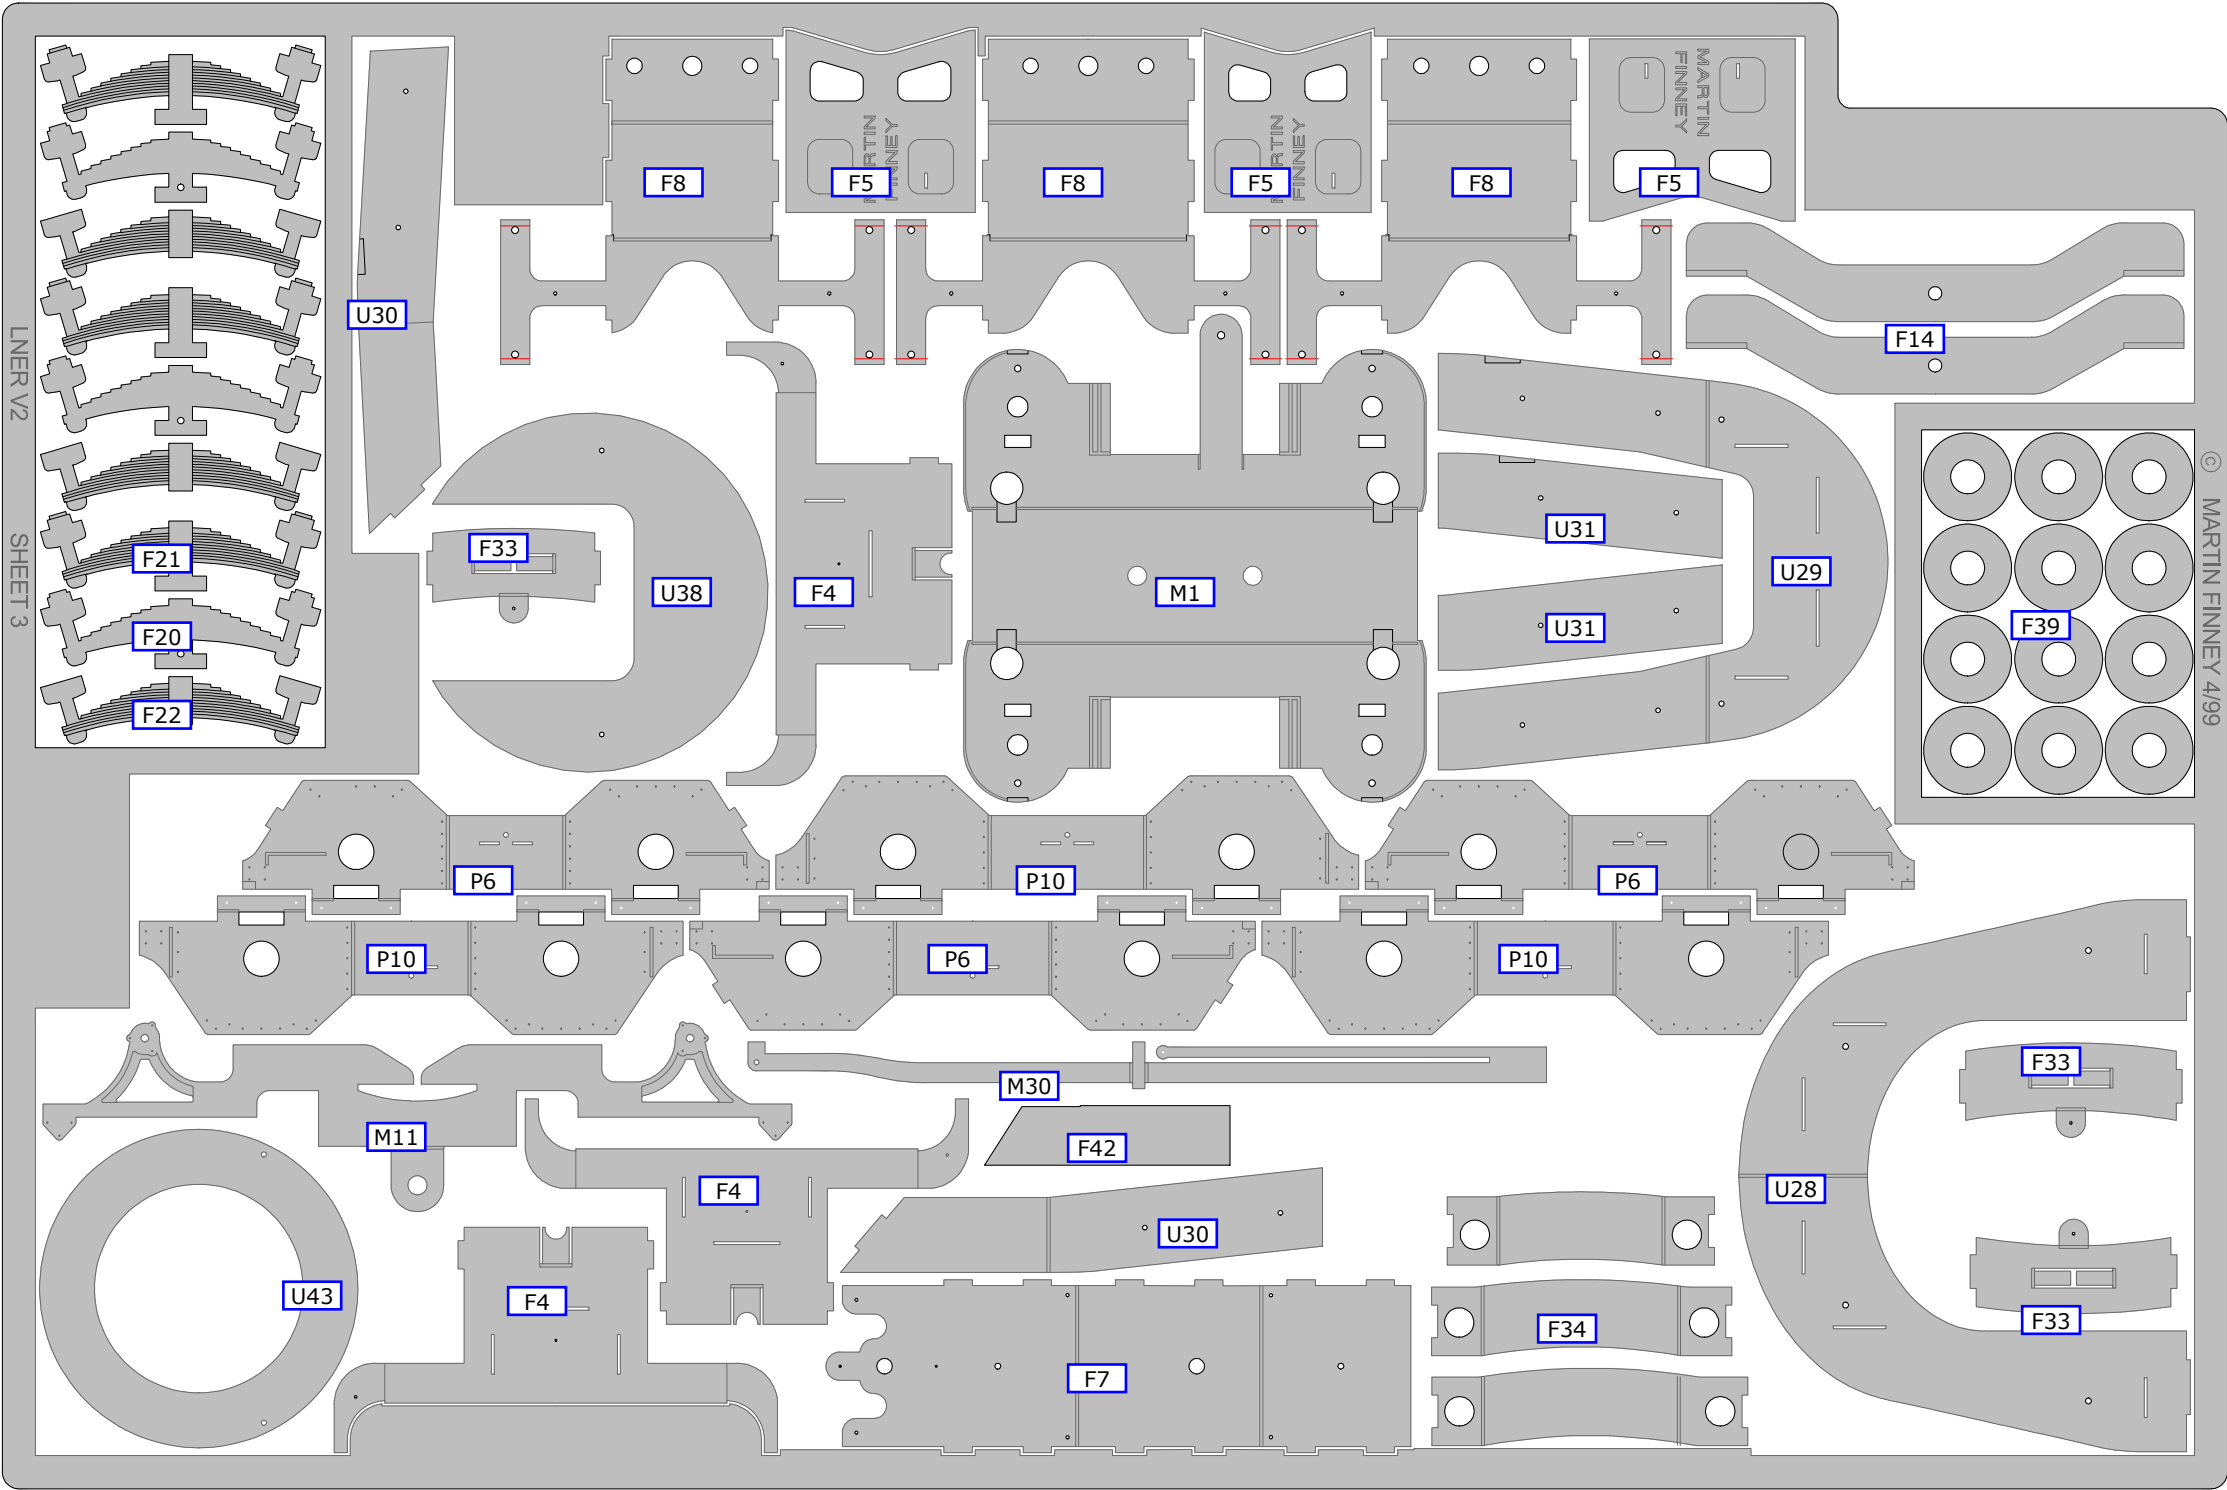 MARTIN
FINNEY
F8
F5
F8
F5
F8
F5
MARTIN
FINNEY
MARTIN
FINNEY
U30
F14
LNER V2
SHEET 3
© MARTIN FINNEY 4/99
F21
F33
U38
F4
M1
U31
U29
U31
F39
F20
F22
P6
P10
P6
P10
P6
P10
M30
F33
M11
F42
F4
U28
U30
U43
F4
F34
F33
F7